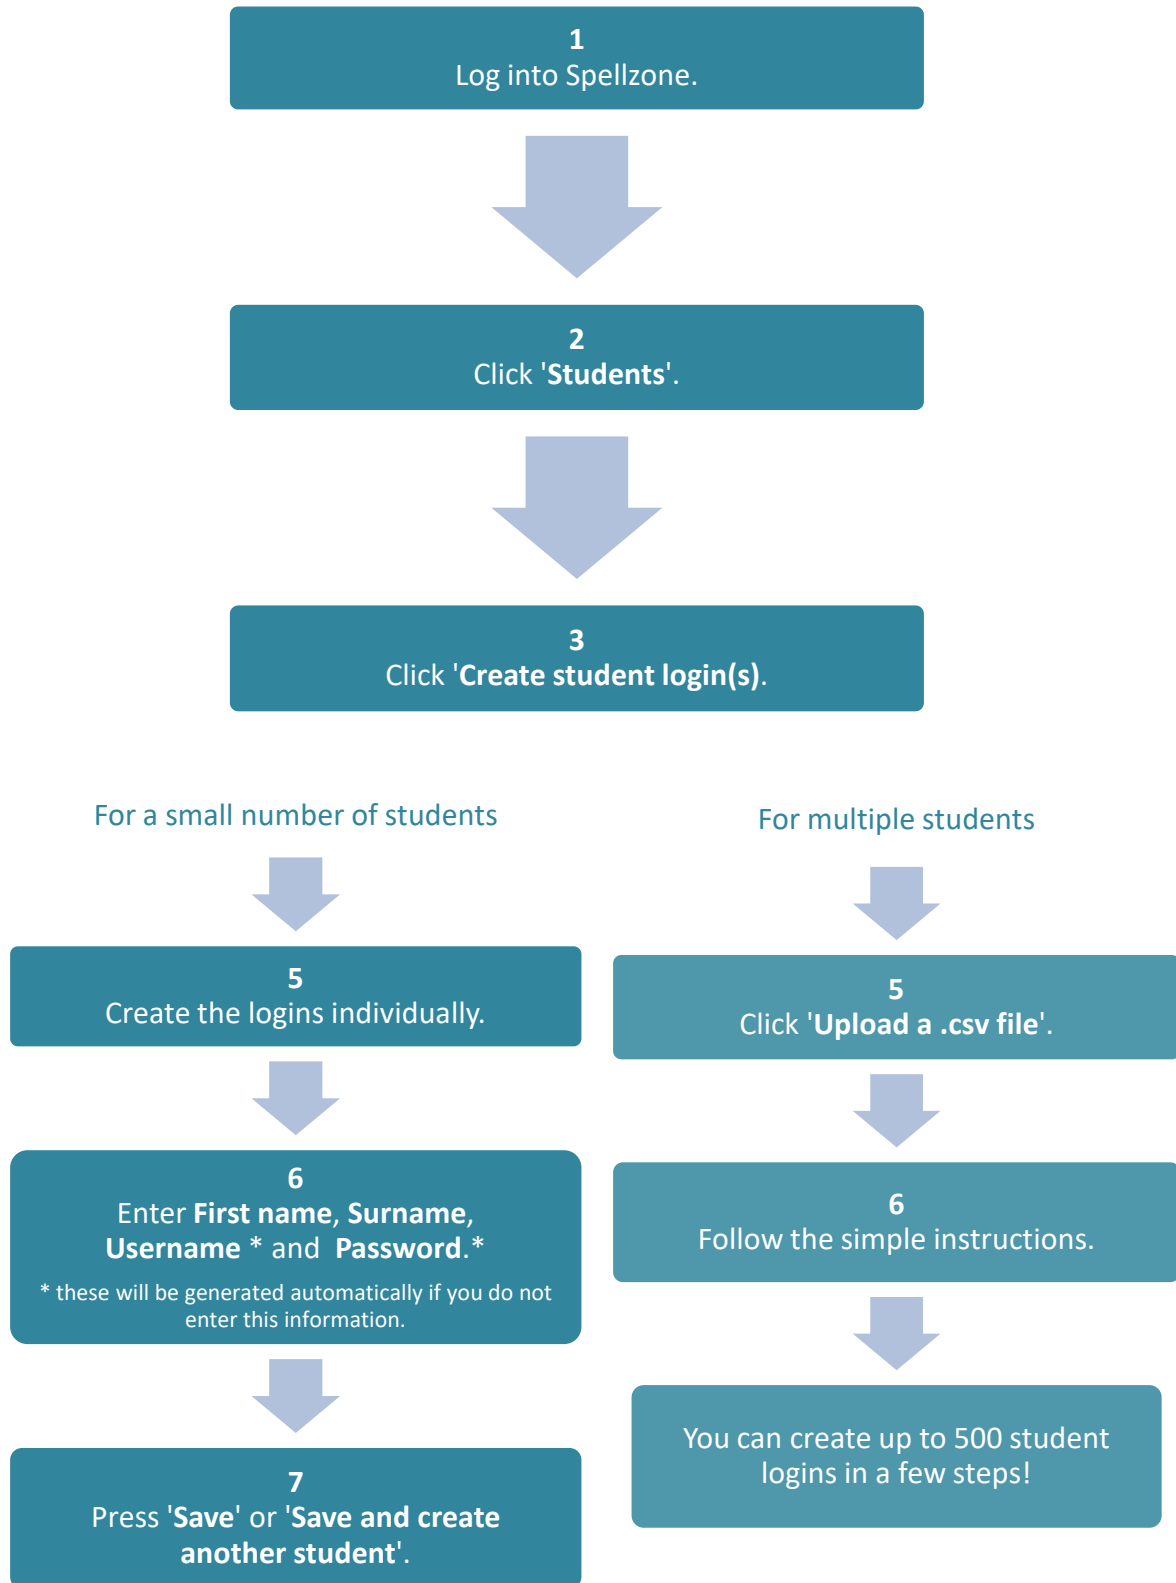 1
Log into Spellzone.
2
Click 'Students'.
3
Click 'Create student login(s).
For a small number of students
5
Create the logins individually.
6
Enter First name, Surname,
Username * and  Password.*
* these will be generated automatically if you do not
enter this information.
7
Press 'Save' or 'Save and create
another student'.
For multiple students
5
Click 'Upload a .csv file'.
6
Follow the simple instructions.
You can create up to 500 student
logins in a few steps!